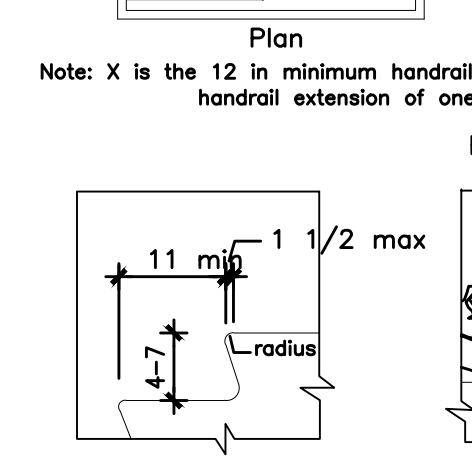 Plan
Note: X is the 12 in minimum handrail
handrail extension of one
1 1/2 max
11 min
4-7
radius